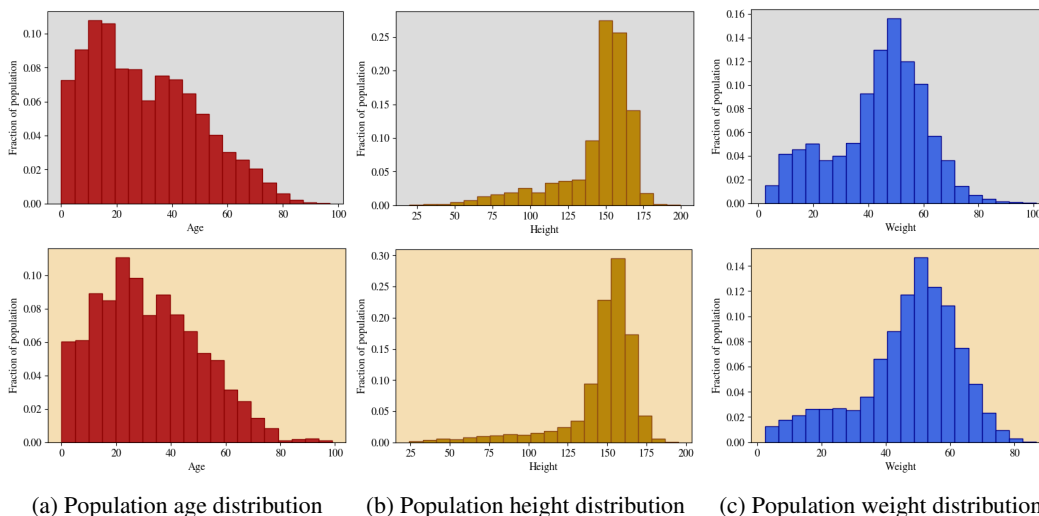 0.10
0.08
0.06
0.04
0.02
0.00
Fraction of population
0 20 40 60 80 100
Age
0.25
0.20
0.15
0.10
0.05
0.00
Fraction of population
25 50 75 100 125 150 175 200
Height
0.16
0.14
0.12
0.10
0.08
0.06
0.04
0.02
0.00
Fraction of population
0 20 40 60 80 100
Weight
0.10
0.08
0.06
0.04
0.02
0.00
Fraction of population
0 20 40 60 80 100
Age
0.30
0.25
0.20
0.15
0.10
0.05
0.00
Fraction of population
25 50 75 100 125 150 175 200
Height
0.14
0.12
0.10
0.08
0.06
0.04
0.02
0.00
Fraction of population
0 20 40 60 80
Weight
(a) Population age distribution
(b) Population height distribution
(c) Population weight distribution